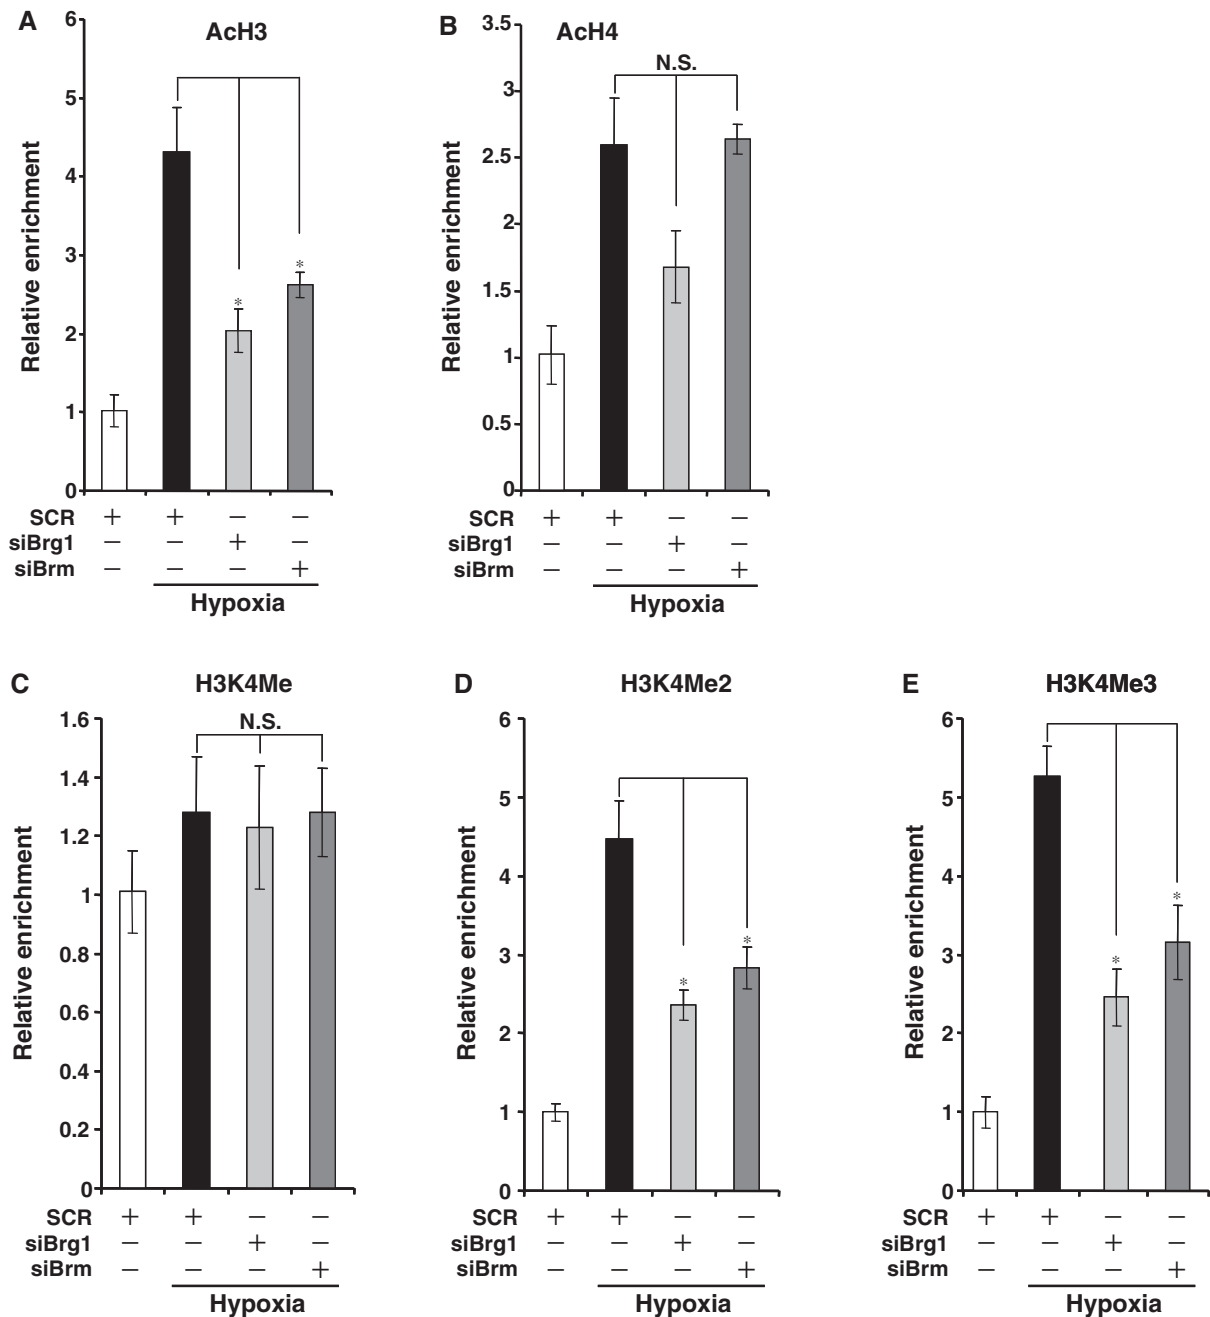 A
AcH3
Relative enrichment
6
5
4
3
2
1
0
*
*
SCR + + – –
siBrg1 – – + –
siBrm – – – +
Hypoxia
B
AcH4
Relative enrichment
3.5
3
2.5
2
1.5
1
0.5
0
N.S.
SCR + + – –
siBrg1 – – + –
siBrm – – – +
Hypoxia
C
H3K4Me
Relative enrichment
1.6
1.4
1.2
1
0.8
0.6
0.4
0.2
0
N.S.
SCR + + – –
siBrg1 – – + –
siBrm – – – +
Hypoxia
D
H3K4Me2
Relative enrichment
6
5
4
3
2
1
0
*
*
SCR + + – –
siBrg1 – – + –
siBrm – – – +
Hypoxia
E
H3K4Me3
Relative enrichment
6
5
4
3
2
1
0
*
*
SCR + + – –
siBrg1 – – + –
siBrm – – – +
Hypoxia